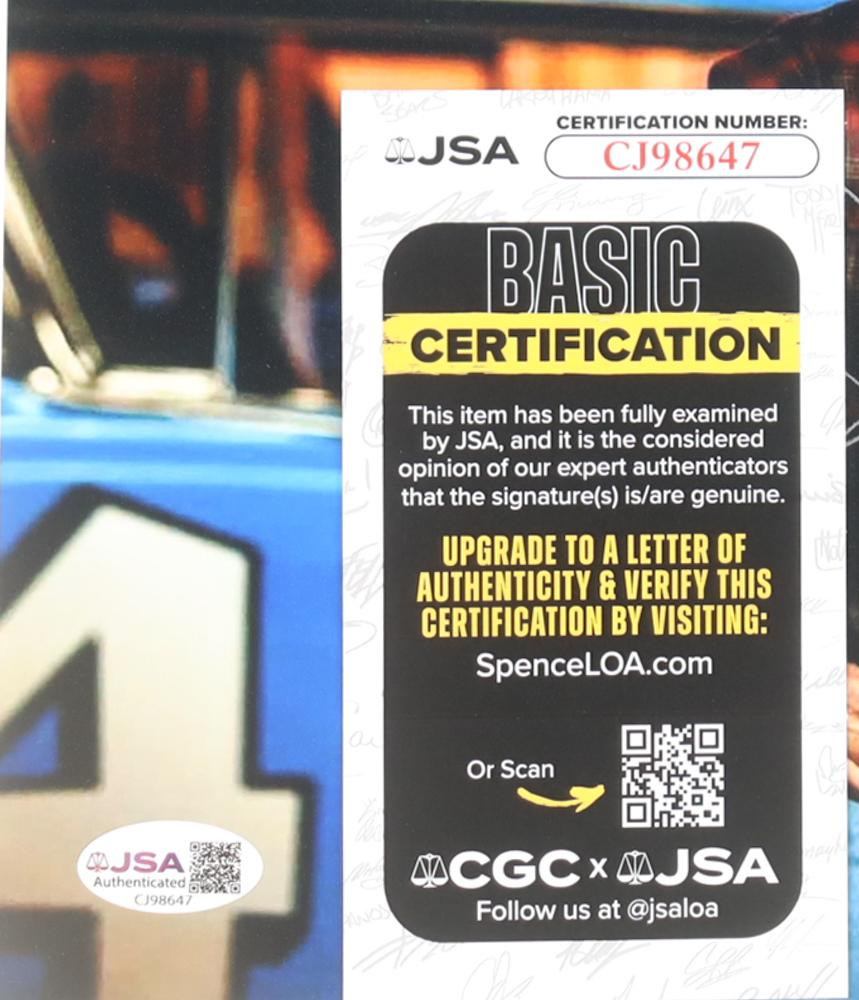 JSA
CERTIFICATION NUMBER:
CJ98647
BASIC
CERTIFICATION
This item has been fully examined
by JSA, and it is the considered
opinion of our expert authenticators
that the signature(s) is/are genuine.
UPGRADE TO A LETTER OF
AUTHENTICITY & VERIFY THIS
CERTIFICATION BY VISITING:
SpenceLOA.com
Or Scan
CGC x JSA
Follow us at @jsaloa
4
JSA
Authenticated
CJ98647